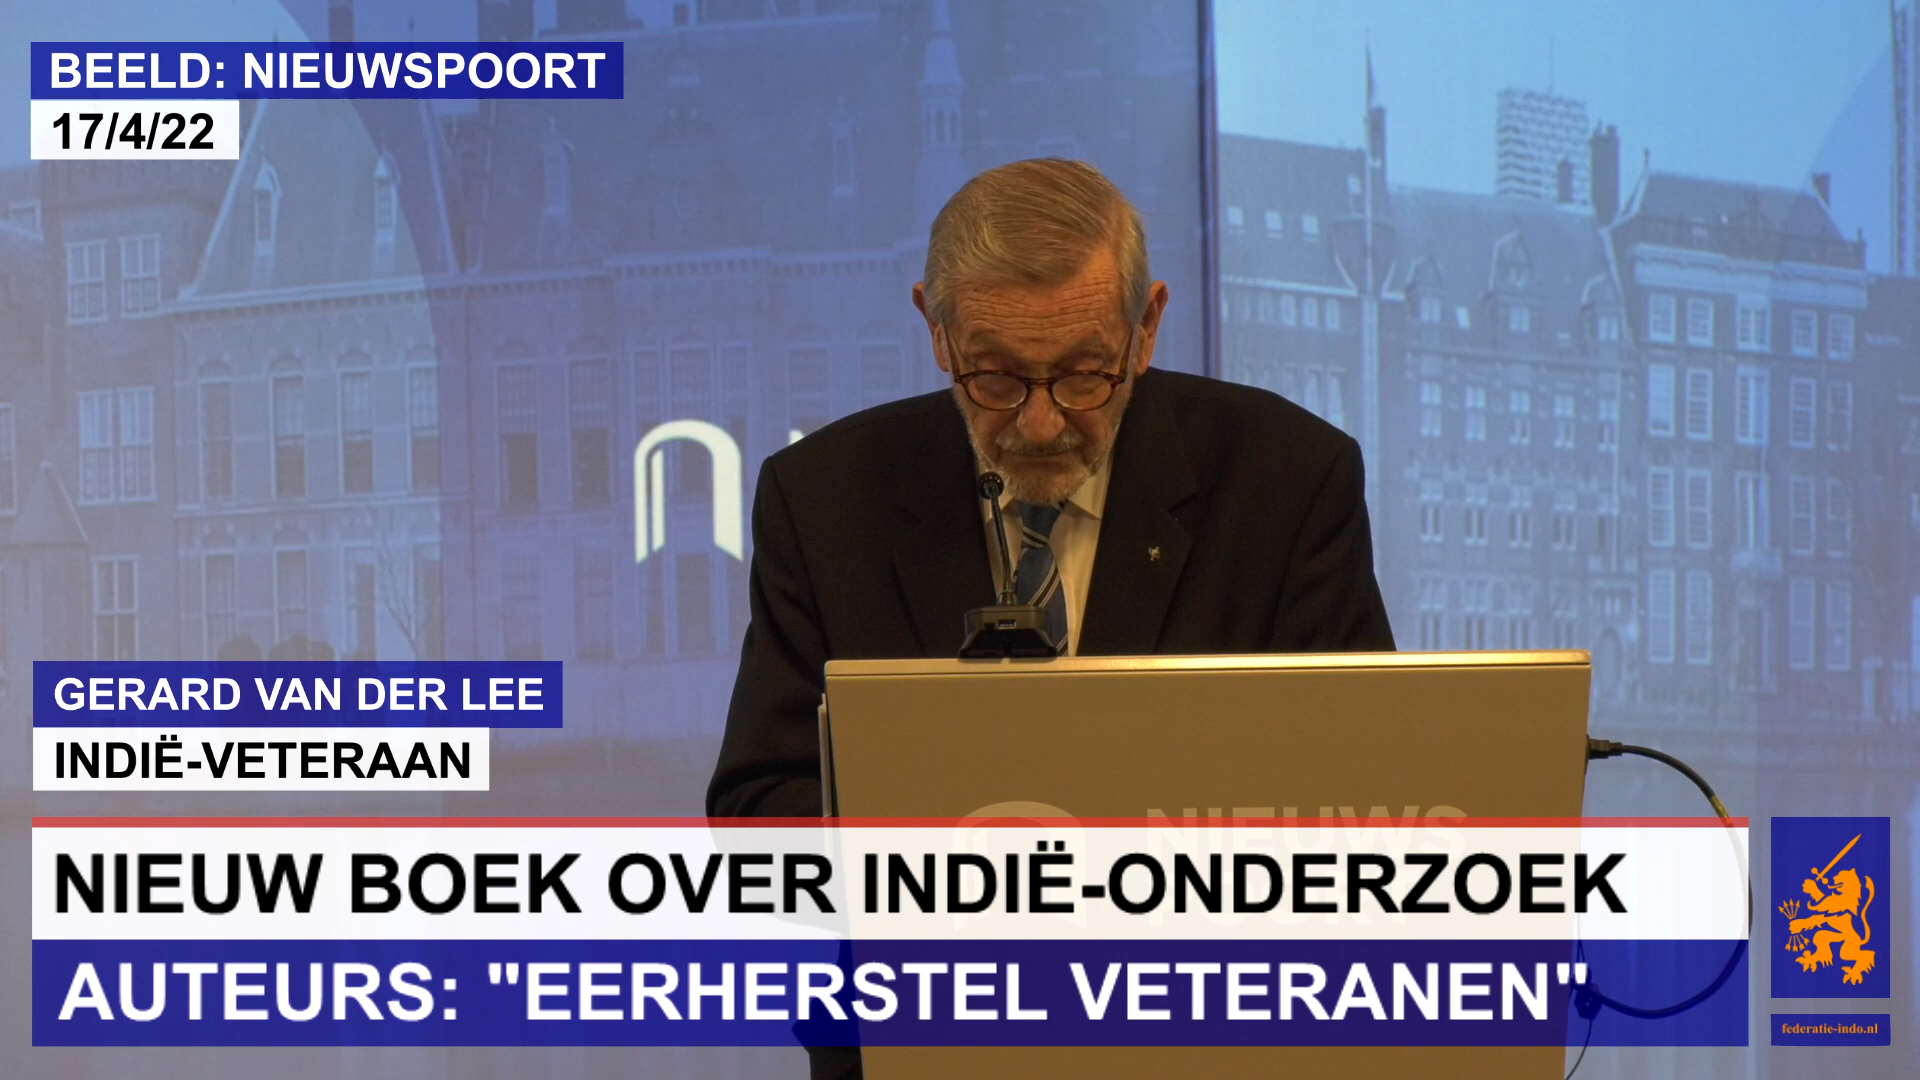 BEELD: NIEUWSPOORT
17/4/22
GERARD VAN DER LEE
INDIË-VETERAAN
NIEUWS
NIEUW BOEK OVER INDIË-ONDERZOEK
AUTEURS: "EERHERSTEL VETERANEN"
federatie-indo.nl